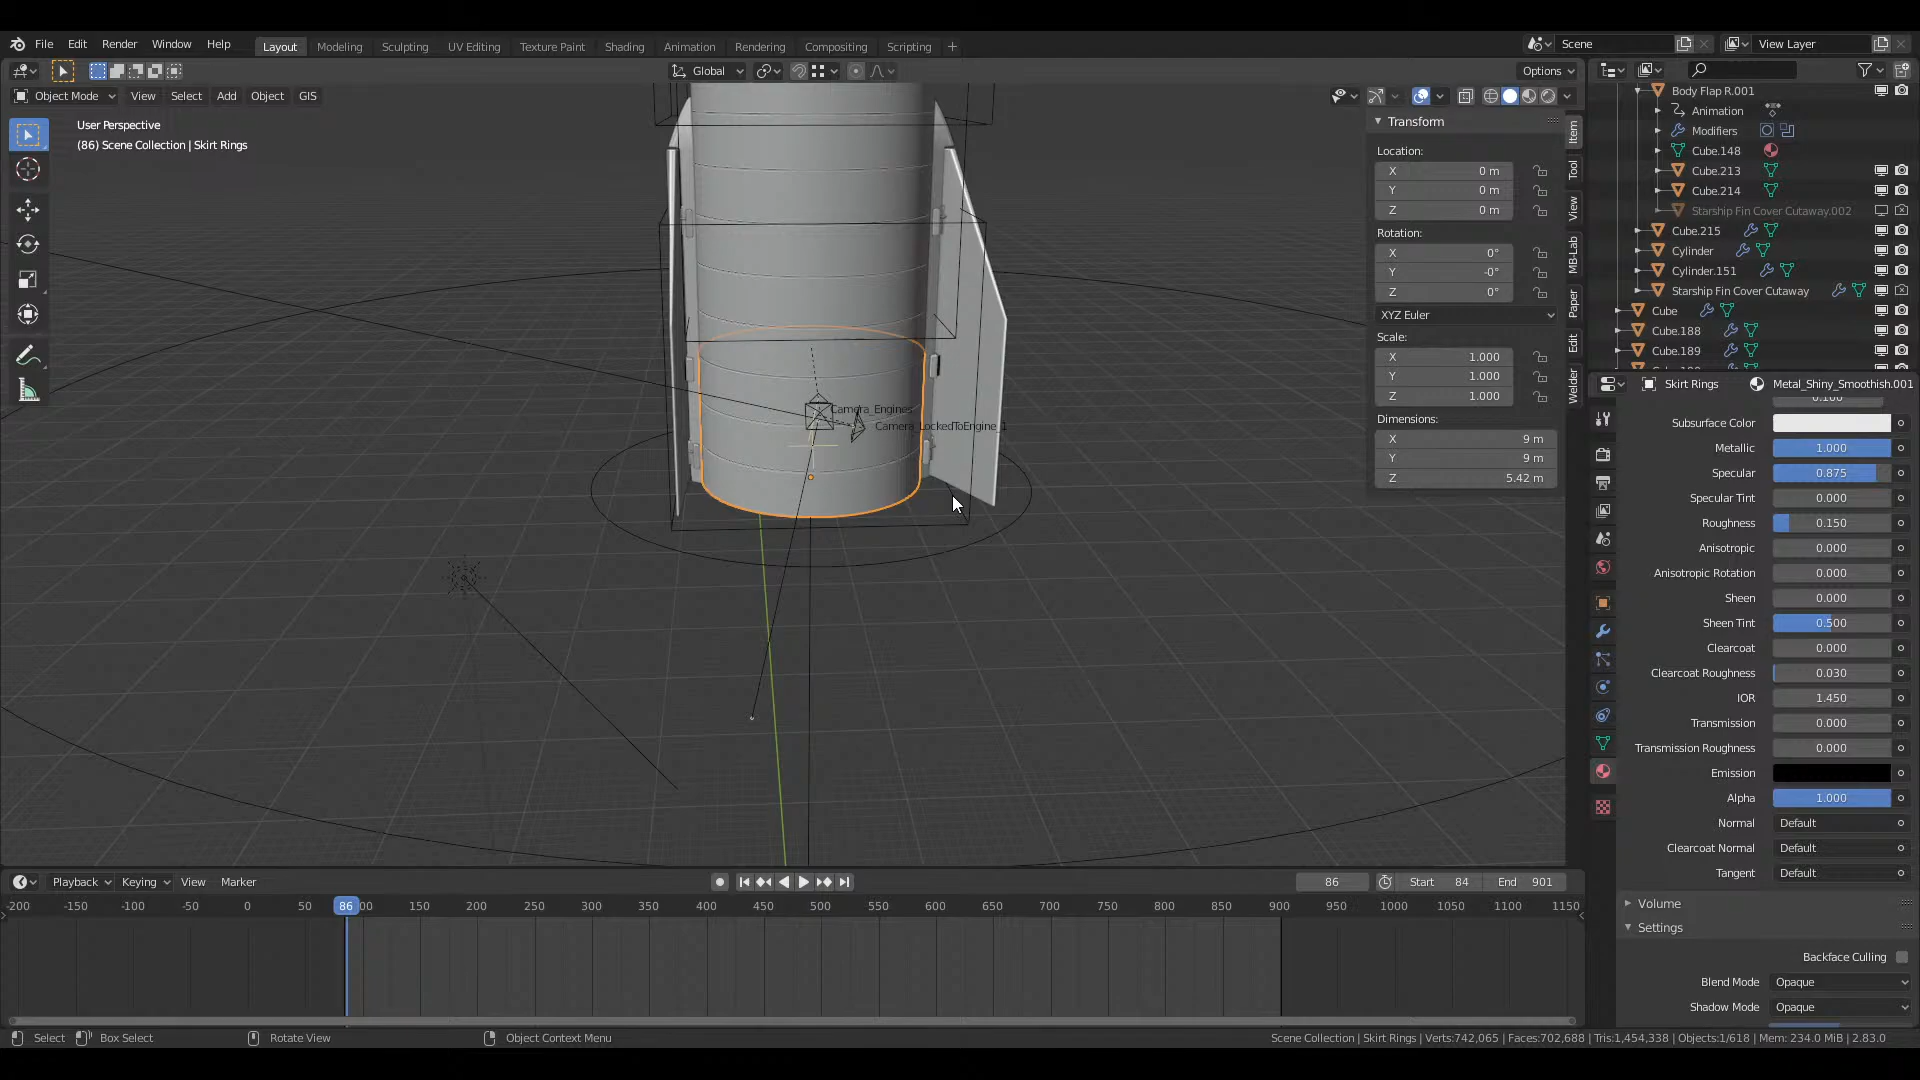 File Edit Render Window Help Layout Modeling Sculpting UV Editing Texture Paint Shading Animation Rendering Compositing Scripting + Scene View Layer
Global Options
Object Mode View Select Add Object GIS
User Perspective
(86) Scene Collection | Skirt Rings
Camera_Engines
Transform
Location:
X 0 m
Y 0 m
Z 0 m
Rotation:
X 0°
Y -0°
Z 0°
XYZ Euler
Scale:
X 1.000
Y 1.000
Z 1.000
Dimensions:
X 9 m
Y 9 m
Z 5.42 m
Item
Tool
View
MB-Lab
Paper
Edit
Welder
Body Flap R.001
Animation
Modifiers
Cube.148
Cube.213
Cube.214
Starship Fin Cover Cutaway.002
Cube.215
Cylinder
Cylinder.151
Starship Fin Cover Cutaway
Cube
Cube.188
Cube.189
Skirt Rings Metal_Shiny_Smoothish.001
Subsurface Color
Metallic 1.000
Specular 0.875
Specular Tint 0.000
Roughness 0.150
Anisotropic 0.000
Anisotropic Rotation 0.000
Sheen 0.000
Sheen Tint 0.500
Clearcoat 0.000
Clearcoat Roughness 0.030
IOR 1.450
Transmission 0.000
Transmission Roughness 0.000
Emission
Alpha 1.000
Normal Default
Clearcoat Normal Default
Tangent Default
Volume
Settings
Backface Culling
Blend Mode Opaque
Shadow Mode Opaque
Playback Keying View Marker 86 Start 84 End 901
-200 -150 -100 -50 0 50 86 150 200 250 300 350 400 450 500 550 600 650 700 750 800 850 900 950 1000 1050 1100 1150
Select Box Select Rotate View Object Context Menu Scene Collection | Skirt Rings | Verts:742,065 | Faces:702,688 | Tris:1,454,338 | Objects:1/618 | Mem: 234.0 MiB | 2.83.0